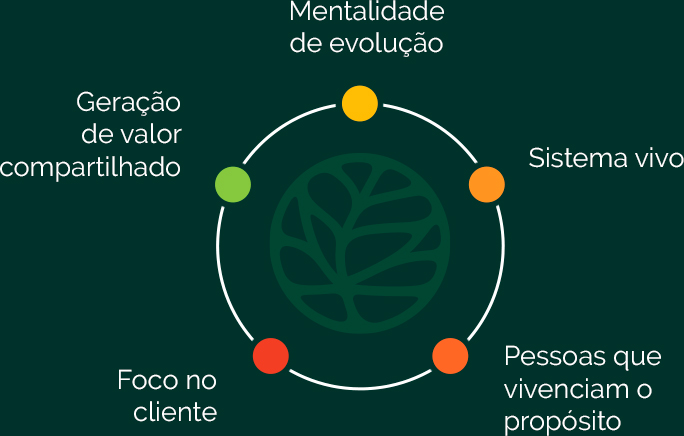 Mentalidade
de evolução
Geração
de valor
compartilhado
Sistema vivo
Foco no
cliente
Pessoas que
vivenciam o
propósito